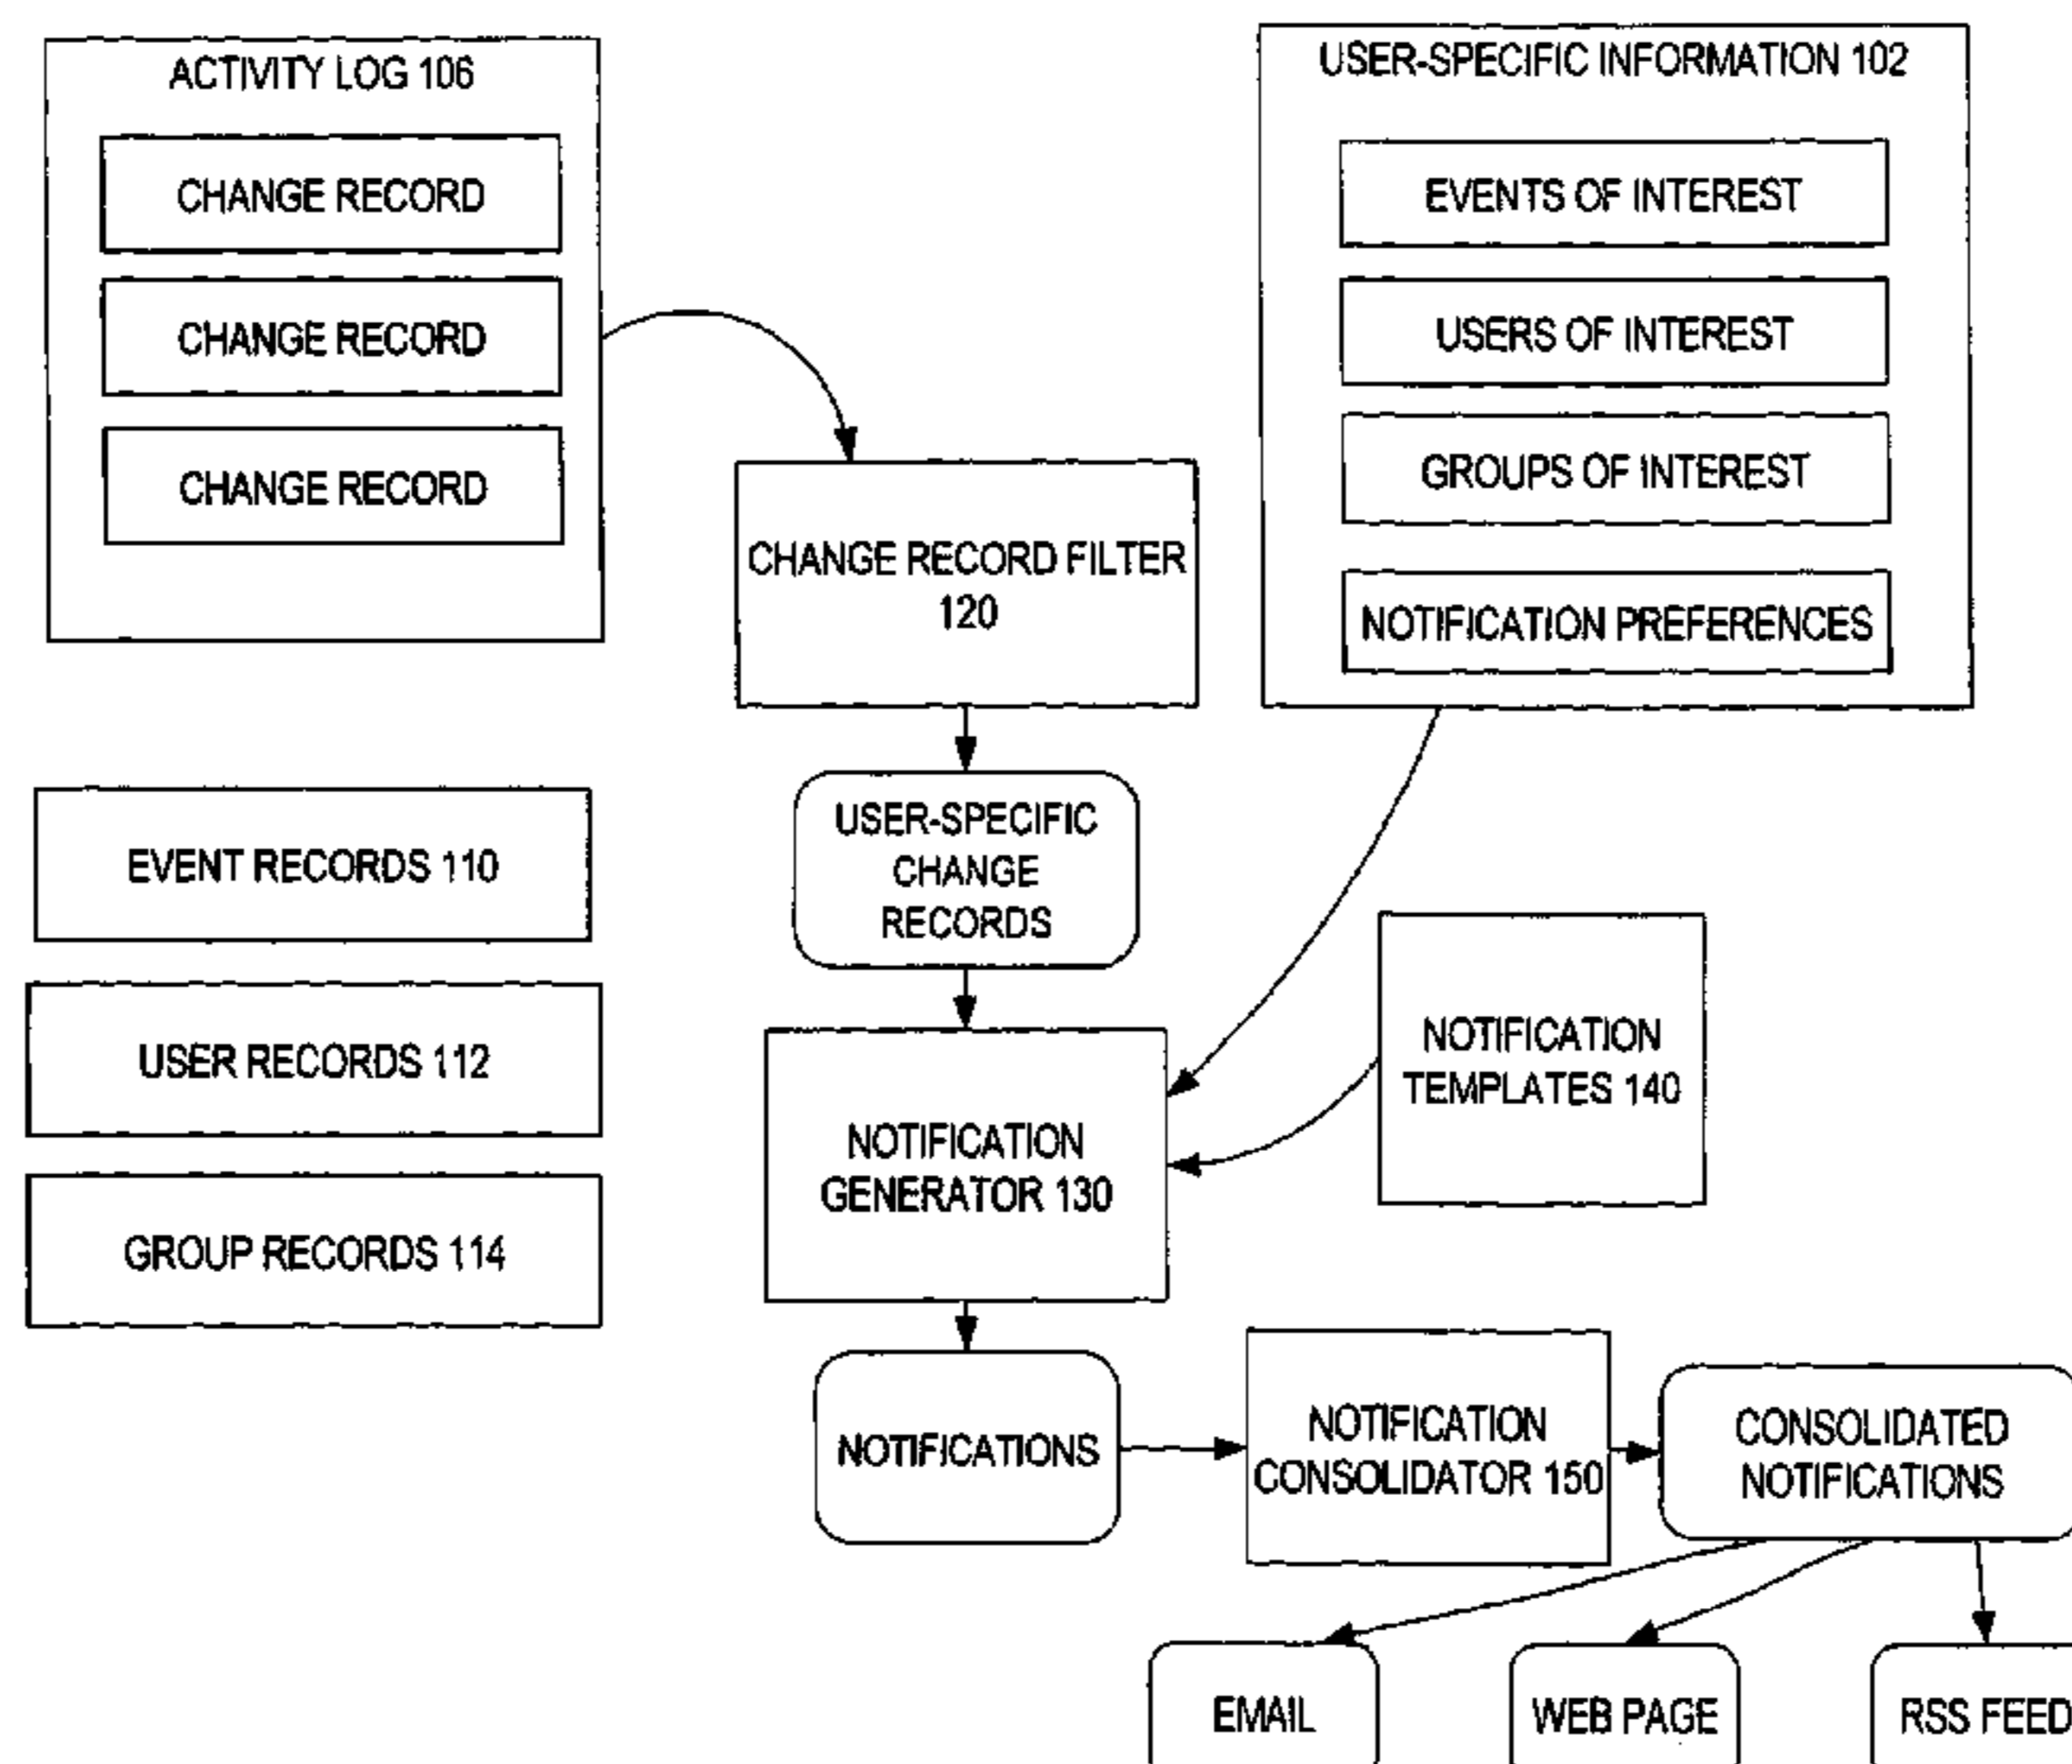 ACTIVITY LOG 106
CHANGE RECORD
CHANGE RECORD
CHANGE RECORD
USER-SPECIFIC INFORMATION 102
EVENTS OF INTEREST
USERS OF INTEREST
GROUPS OF INTEREST
NOTIFICATION PREFERENCES
CHANGE RECORD FILTER
120
USER-SPECIFIC
CHANGE
RECORDS
EVENT RECORDS 110
USER RECORDS 112
GROUP RECORDS 114
NOTIFICATION
TEMPLATES 140
NOTIFICATION
GENERATOR 130
NOTIFICATIONS
NOTIFICATION
CONSOLIDATOR 150
CONSOLIDATED
NOTIFICATIONS
EMAIL
WEB PAGE
RSS FEED